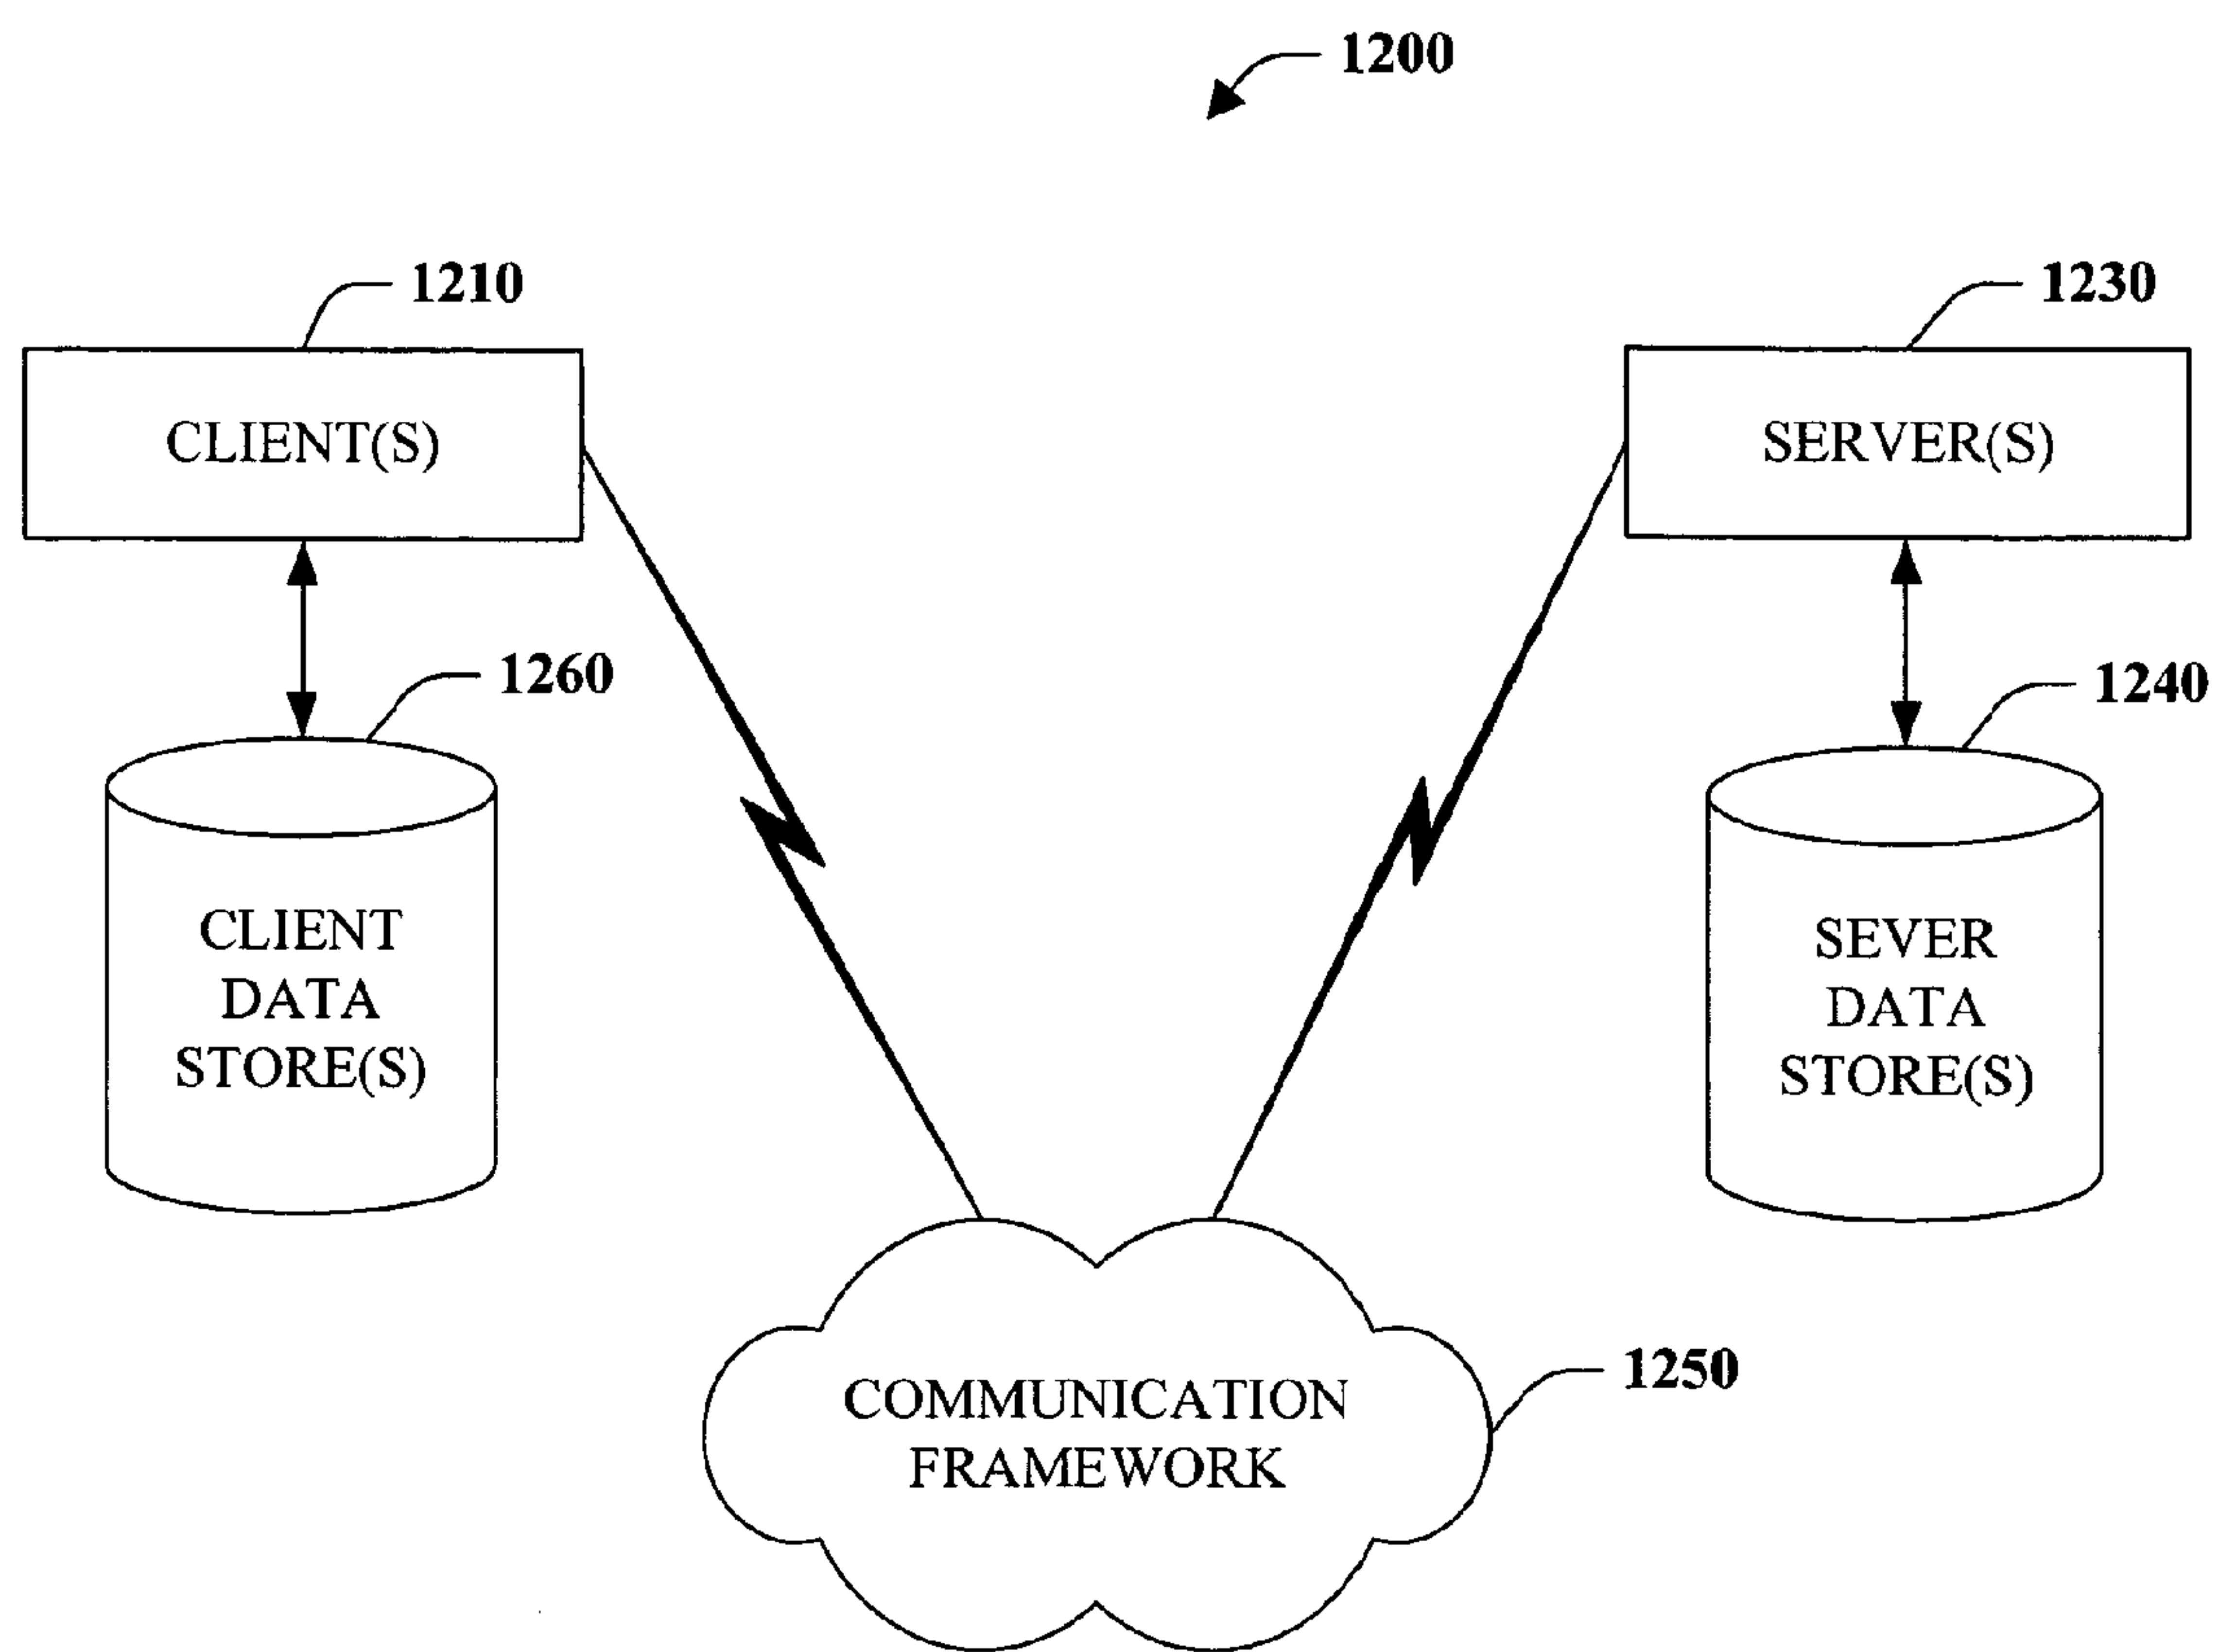 1200
1210
1230
CLIENT(S)
SERVER(S)
1260
1240
CLIENT
DATA
STORE(S)
SEVER
DATA
STORE(S)
1250
COMMUNICATION
FRAMEWORK